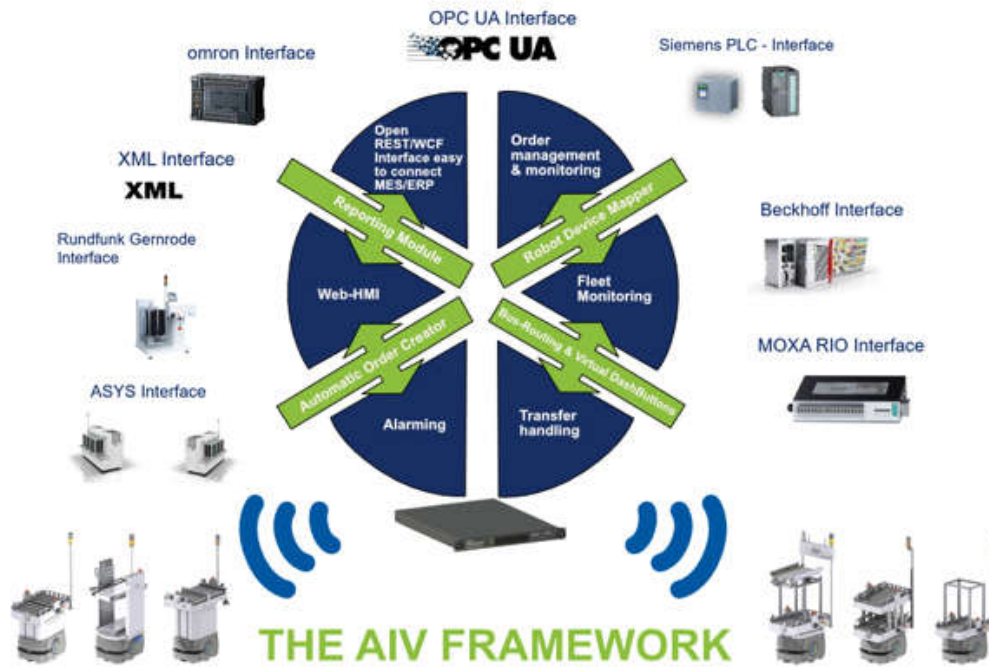 OPC UA Interface
OPC UA
omron Interface
Siemens PLC - Interface
XML Interface
XML
Rundfunk Gernrode
Interface
ASYS Interface
Beckhoff Interface
MOXA RIO Interface
Open
REST/WCF
Interface easy
to connect
MES/ERP
Order
management
& monitoring
Reporting Module
Robot Device Mapper
Web-HMI
Fleet
Monitoring
Automatic Order Creator
Bus-Routing & Virtual DashButtons
Alarming
Transfer
handling
THE AIV FRAMEWORK